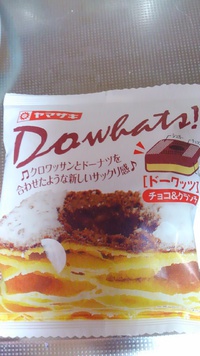 ヤマザキ
Dowhats!
♫クロワッサンとドーナツを
合わせたような新しいサックリ感♪
[ドーワッツ]
チョコ&クランチ